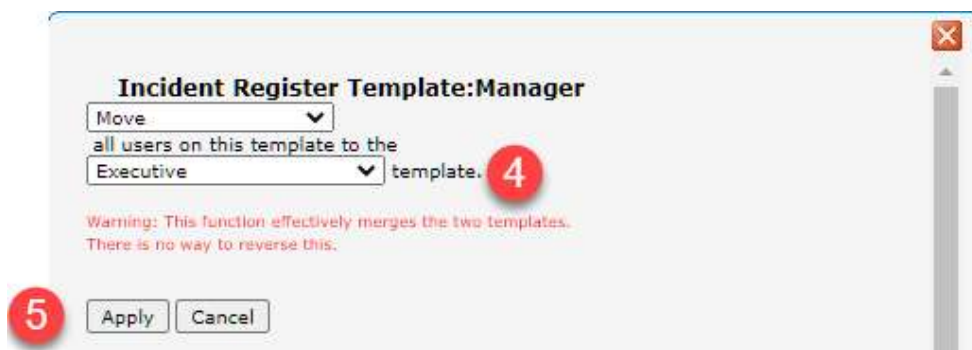 Incident Register Template:Manager
Move
all users on this template to the
Executive template. 4
Warning: This function effectively merges the two templates.
There is no way to reverse this.
5 Apply Cancel